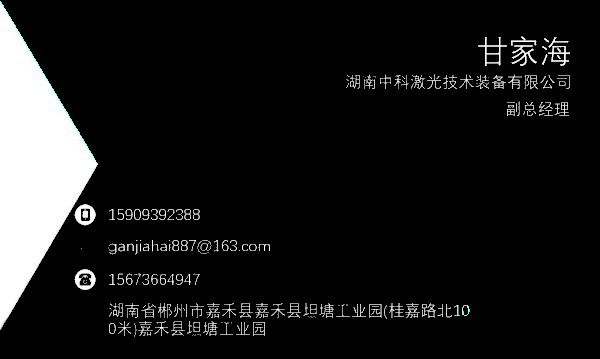 甘家海
湖南中科激光技术装备有限公司
副总经理
15909392388
ganjiahai887@163.com
15673664947
湖南省郴州市嘉禾县嘉禾县坦塘工业园(桂嘉路北10
0米)嘉禾县坦塘工业园